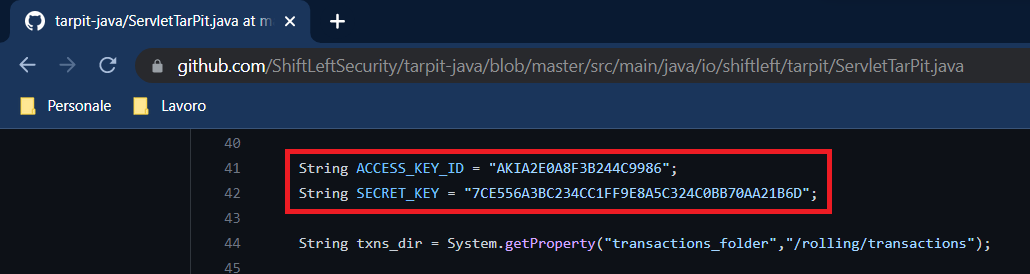 tarpit-java/ServletTarPit.java at m
github.com/ShiftLeftSecurity/tarpit-java/blob/master/src/main/java/io/shiftleft/tarpit/ServletTarPit.java
Personale
Lavoro
40
41 String ACCESS_KEY_ID = "AKIA2E0A8F3B244C9986";
42 String SECRET_KEY = "7CE556A3BC234CC1FF9E8A5C324C0BB70AA21B6D";
43
44 String txns_dir = System.getProperty("transactions_folder","/rolling/transactions");
45